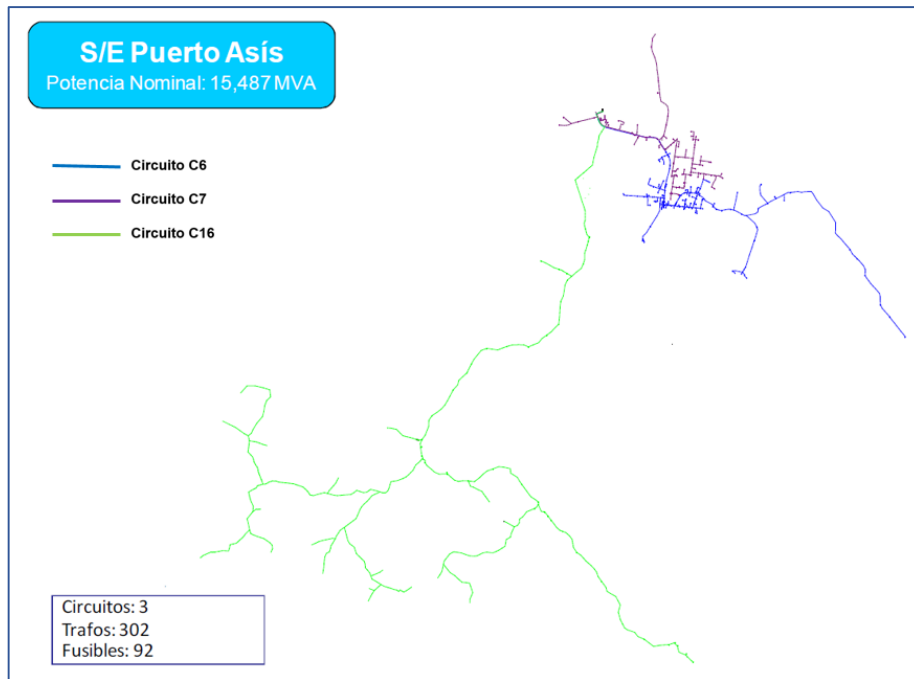 S/E Puerto Asís
Potencia Nominal: 15,487 MVA
Circuito C6
Circuito C7
Circuito C16
Circuitos: 3
Trafos: 302
Fusibles: 92